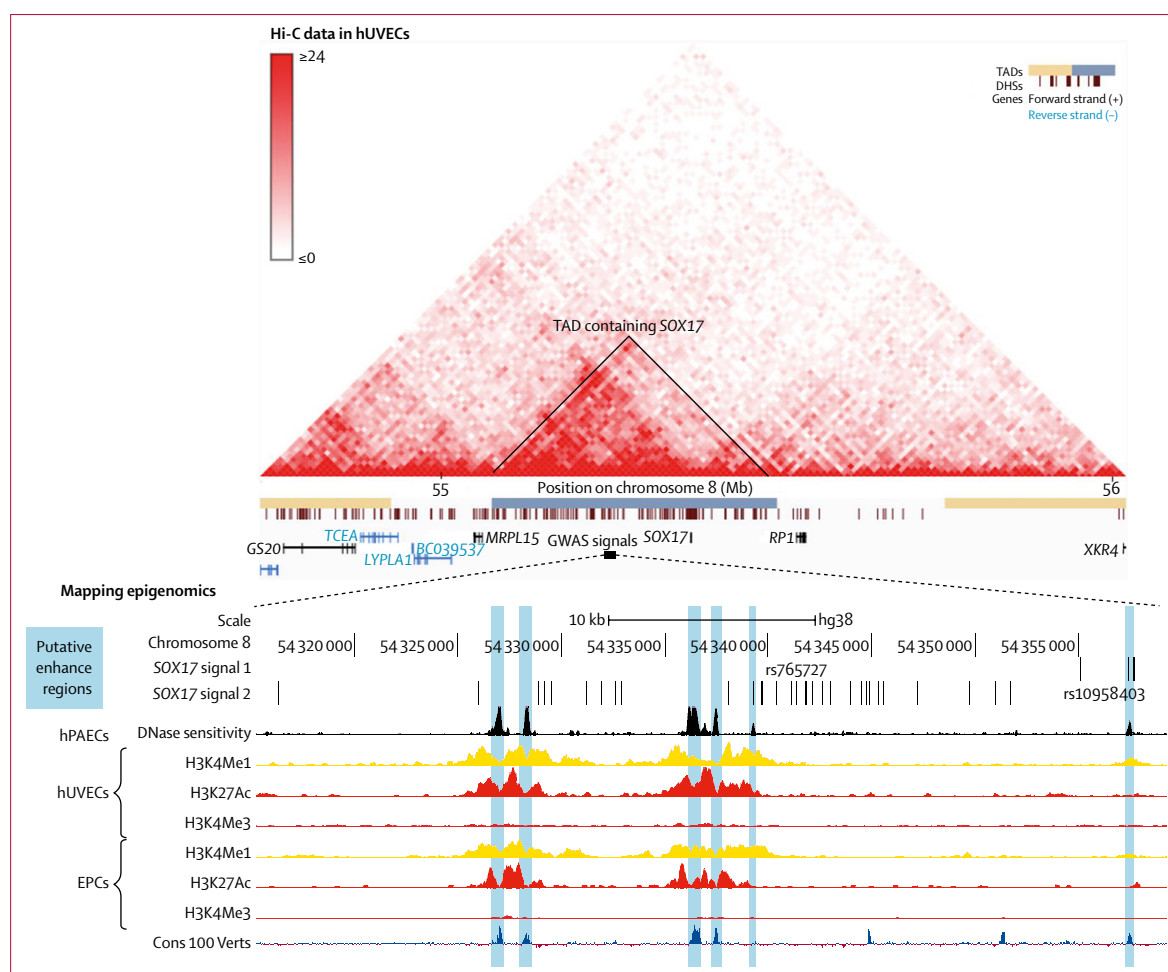 Hi-C data in hUVECs
≥24
≤0
TADs
DHSs
Genes Forward strand (+)
Reverse strand (–)
TAD containing SOX17
55 Position on chromosome 8 (Mb) 56
TCEA BC039537 MRPL15 GWAS signals SOX17 RP1
GS20 LYPLA1 XKR4
Mapping epigenomics
Scale 10 kb hg38
Putative enhance regions
Chromosome 8 54 320 000 54 325 000 54 330 000 54 335 000 54 340 000 54 345 000 54 350 000 54 355 000
SOX17 signal 1 rs765727
SOX17 signal 2 rs10958403
hPAECs DNase sensitivity
H3K4Me1
hUVECs H3K27Ac
H3K4Me3
H3K4Me1
EPCs H3K27Ac
H3K4Me3
Cons 100 Verts